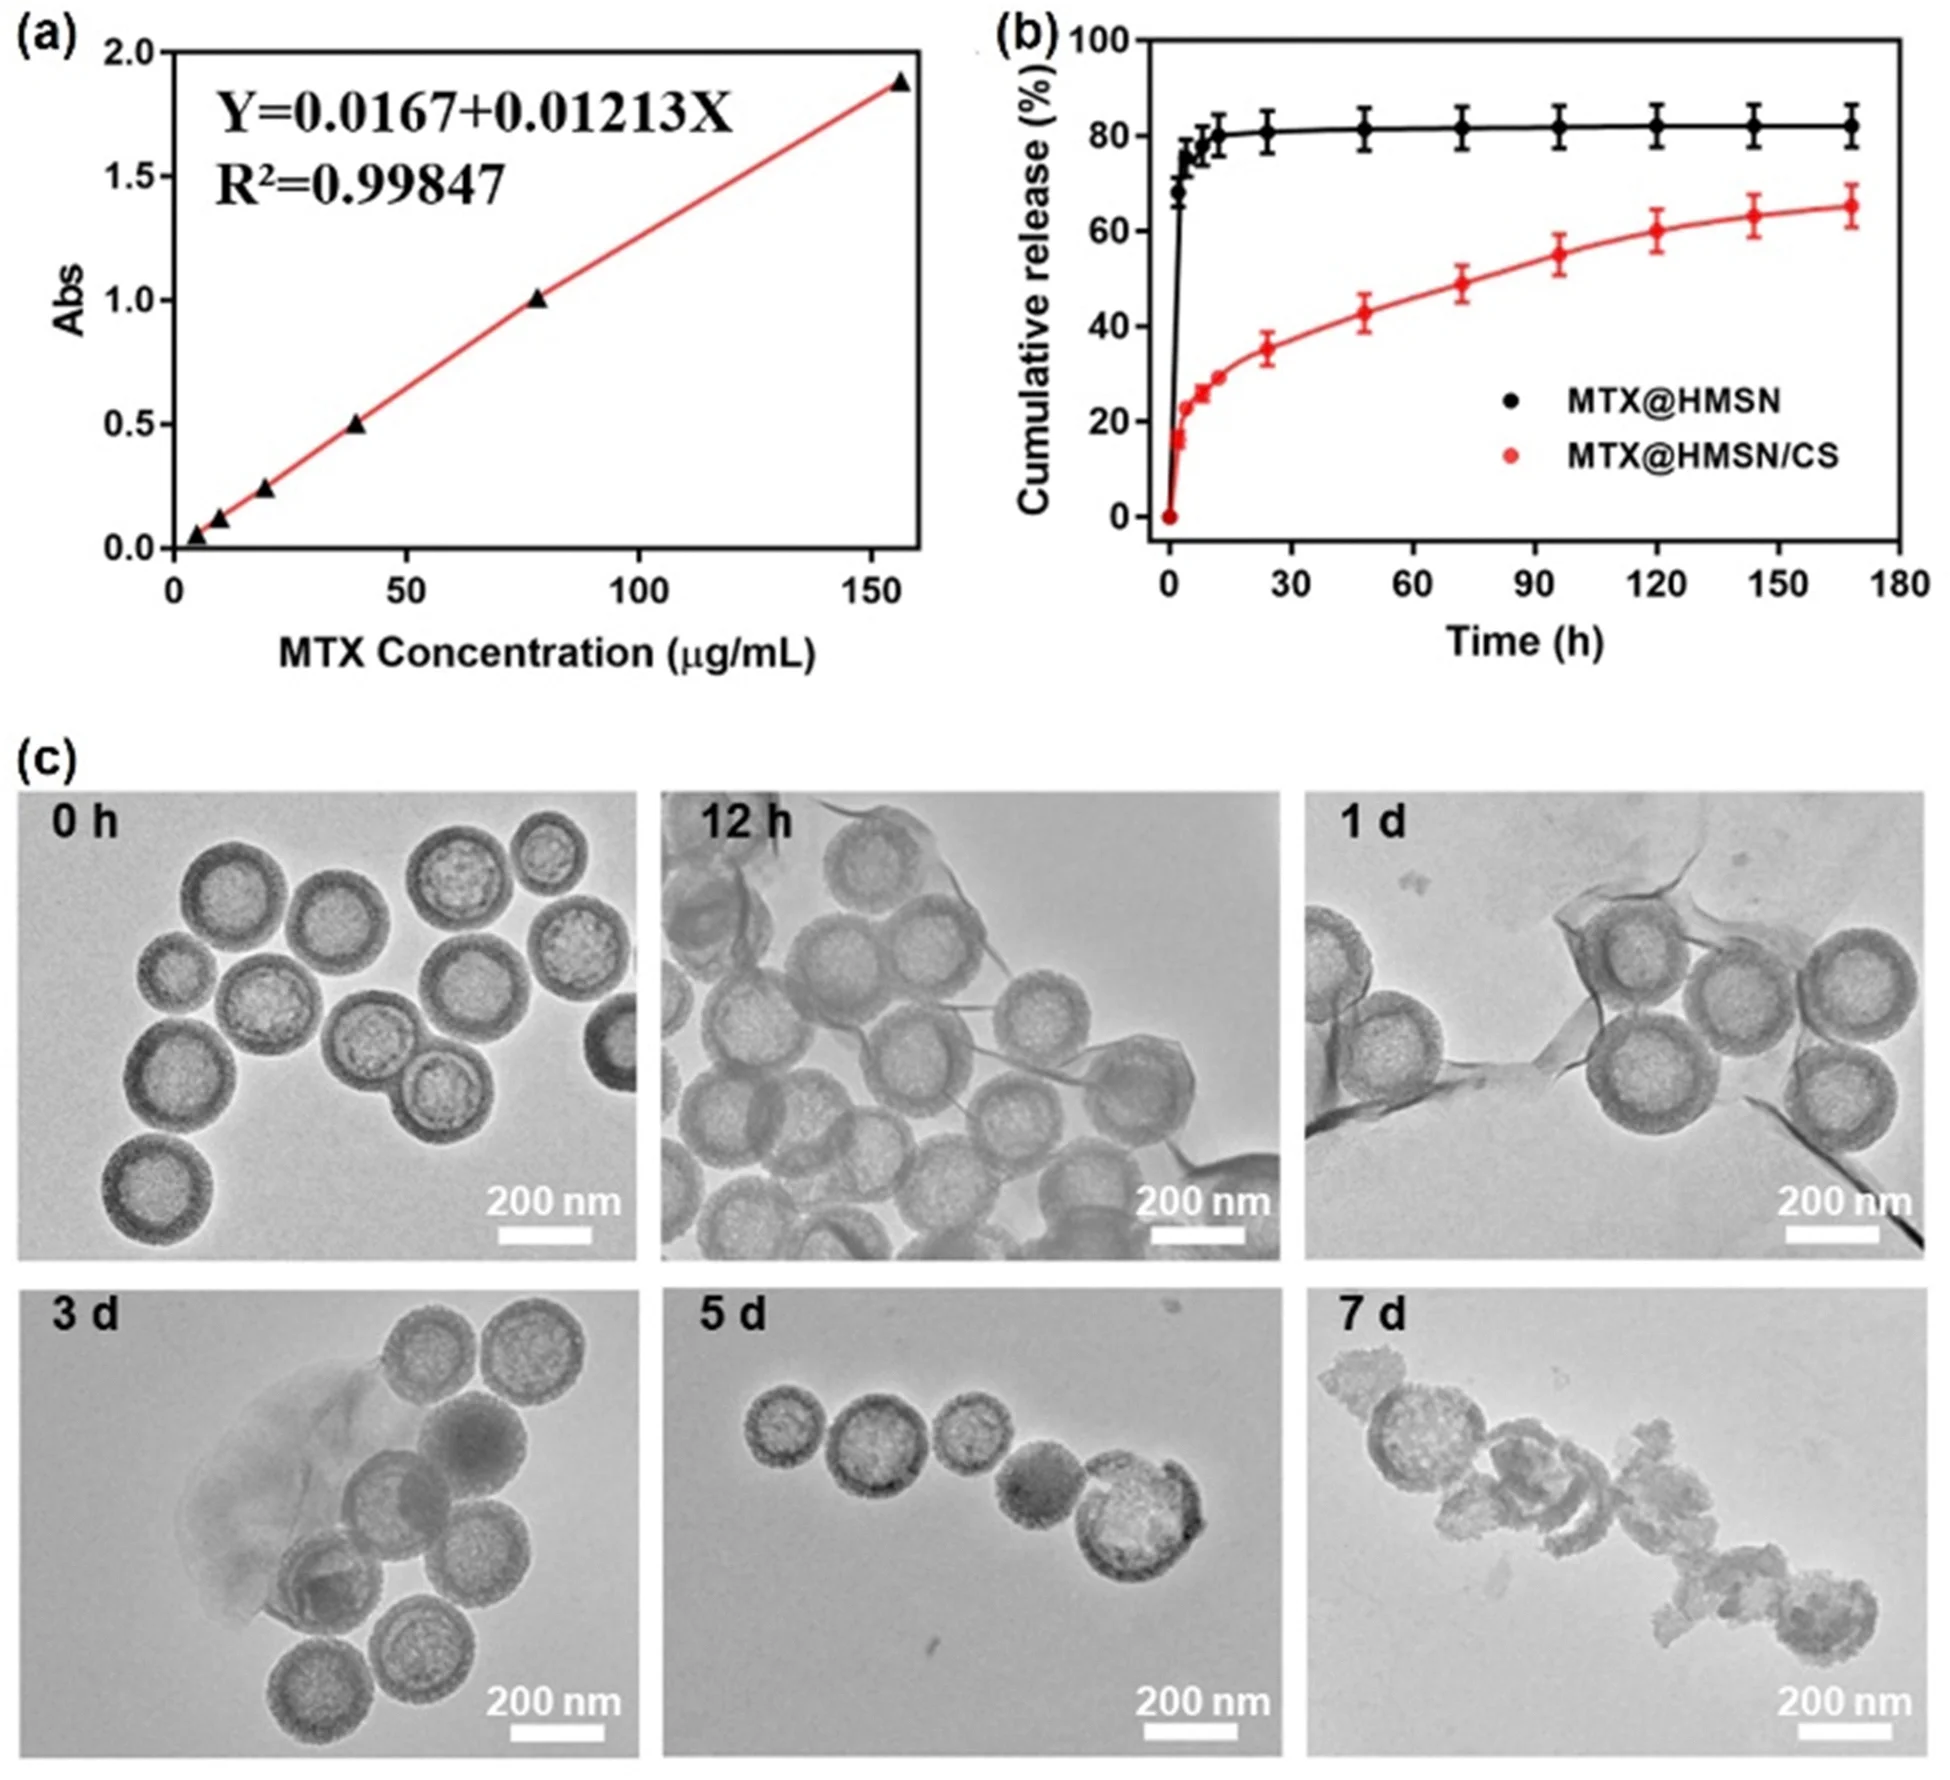 (a)
2.0
1.5
1.0
0.5
0.0
Abs
Y=0.0167+0.01213X
R²=0.99847
0 50 100 150
MTX Concentration (μg/mL)
(b)
100
80
60
40
20
0
Cumulative release (%)
MTX@HMSN
MTX@HMSN/CS
0 30 60 90 120 150 180
Time (h)
(c)
0 h
200 nm
12 h
200 nm
1 d
200 nm
3 d
200 nm
5 d
200 nm
7 d
200 nm